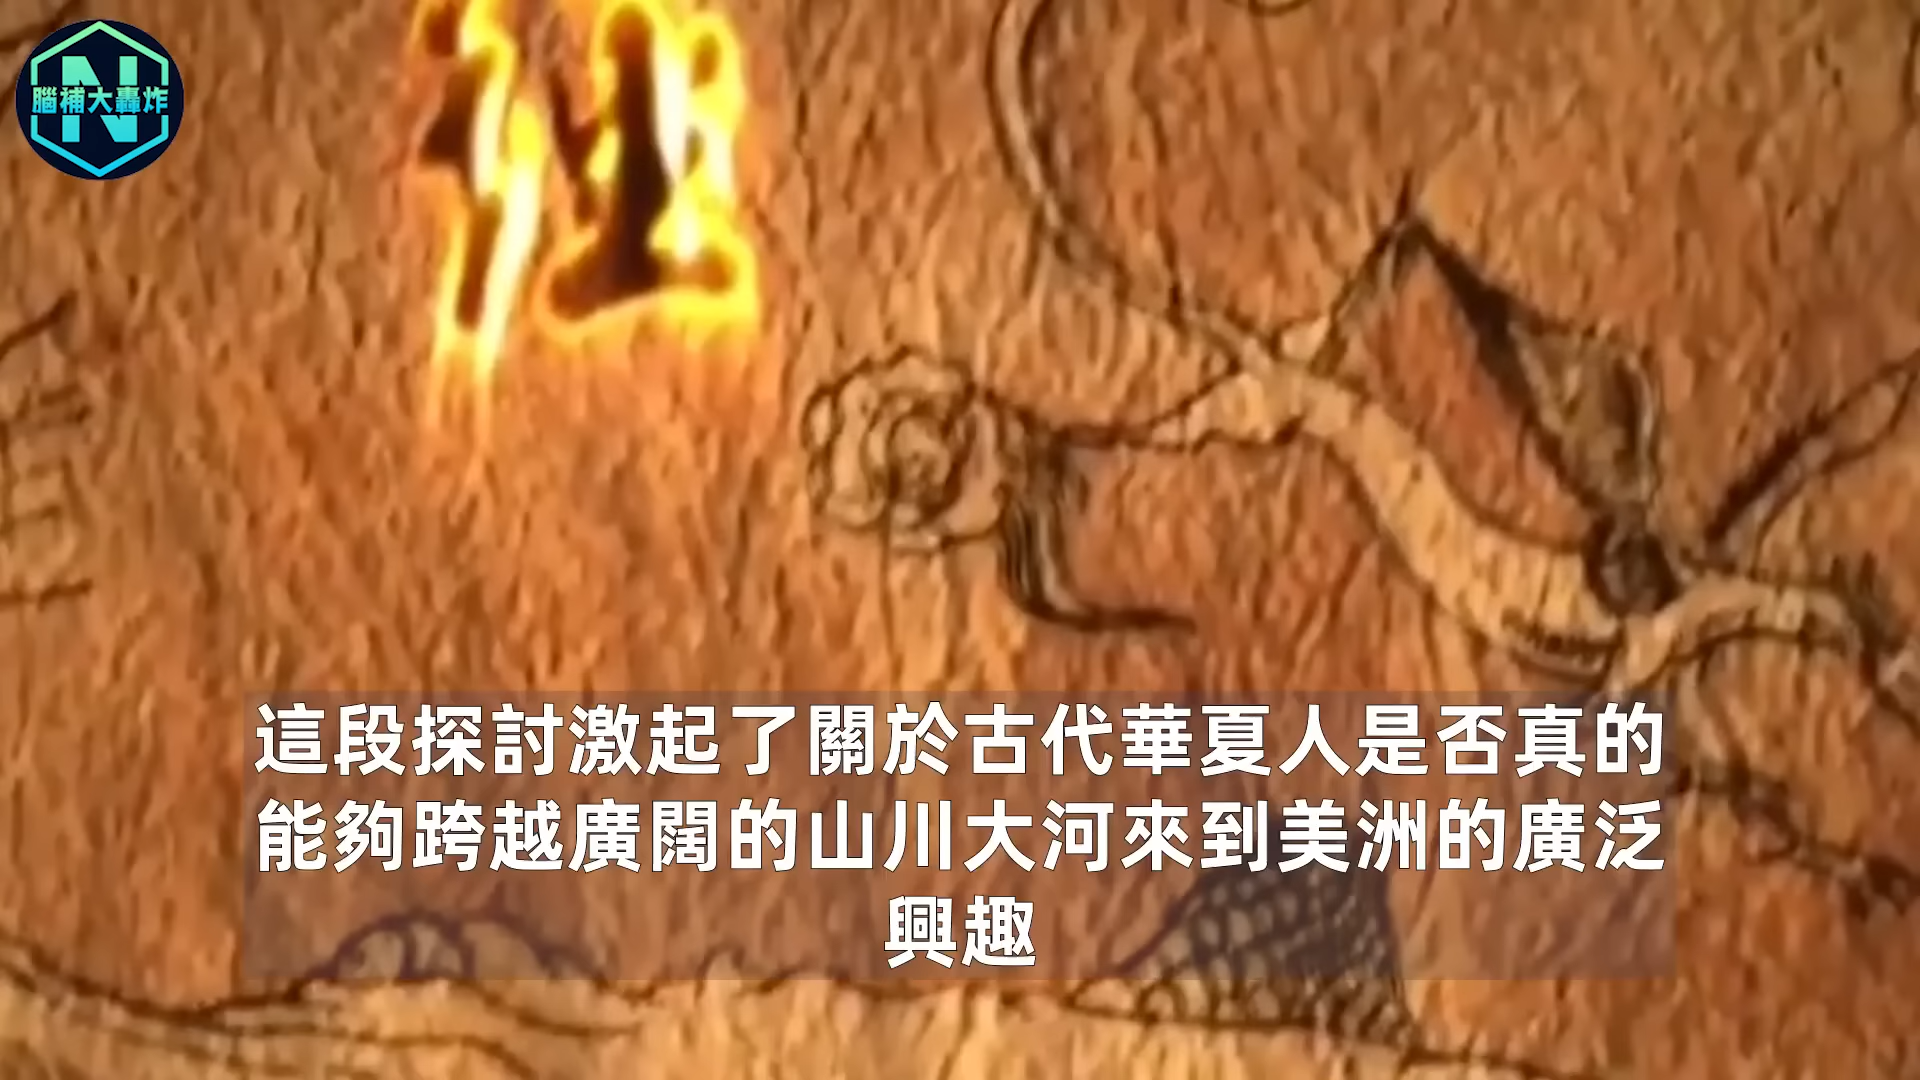 腦補大轟炸
這段探討激起了關於古代華夏人是否真的
能夠跨越廣闊的山川大河來到美洲的廣泛
興趣